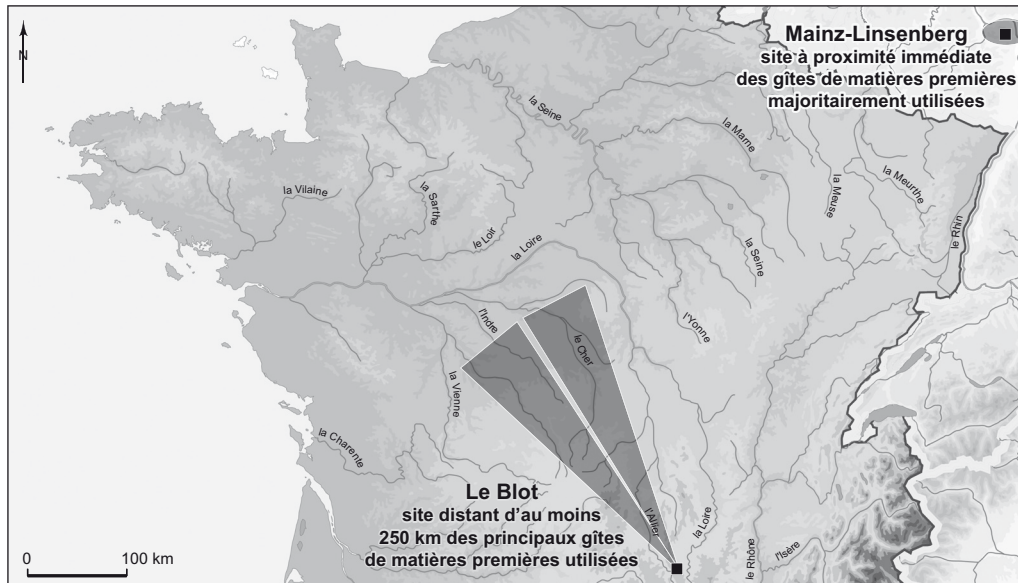 N
Mainz-Linsenberg
site à proximité immédiate
des gîtes de matières premières
majoritairement utilisées
la Seine
la Marne
la Meuse
la Meurthe
le Rhin
la Vilaine
la Sarthe
le Loir
la Loire
la Seine
l'Yonne
l'Indre
le Cher
la Vienne
la Charente
Le Blot
site distant d'au moins
250 km des principaux gîtes
de matières premières utilisées
l'Allier
la Loire
le Rhône
l'Isère
0
100 km